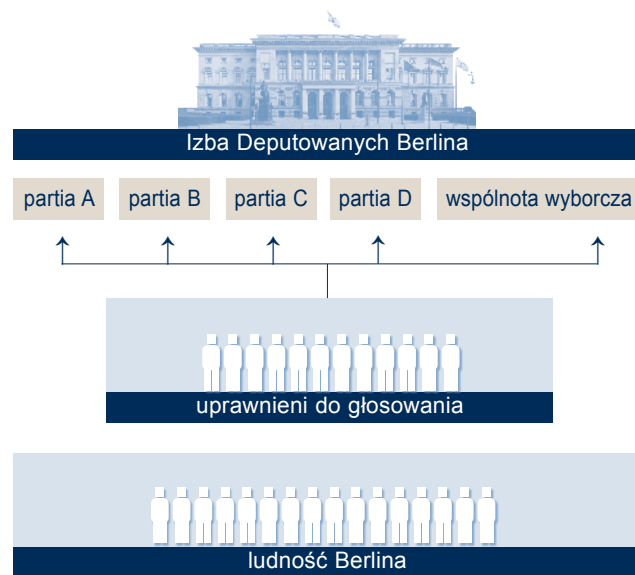 Izba Deputowanych Berlina
partia A partia B partia C partia D wspólnota wyborcza
uprawnieni do głosowania
ludność Berlina